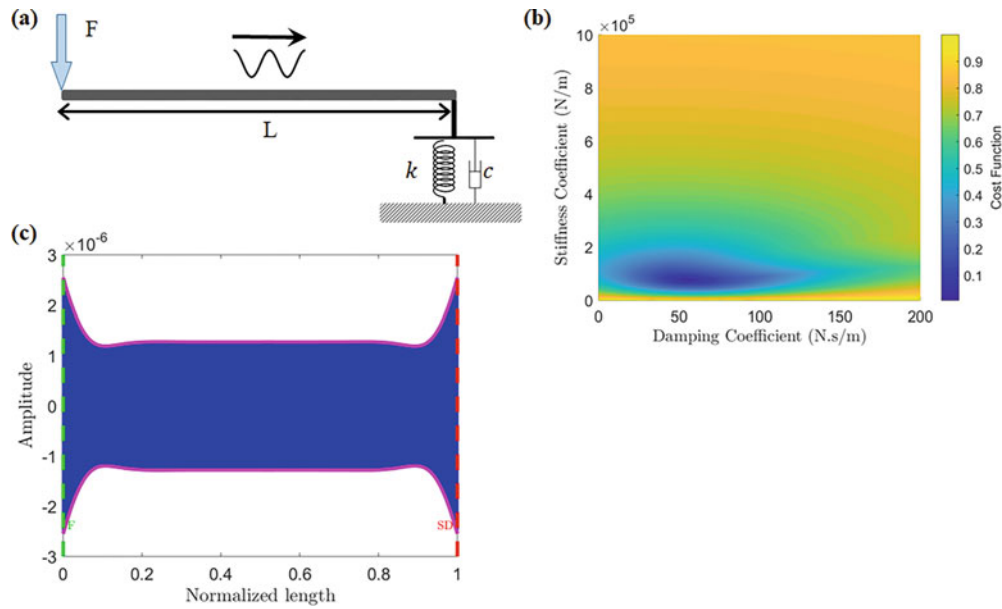 (a)
F
L
k
c
(b)
×10⁵
10
8
6
4
2
0
0 50 100 150 200
Stiffness Coefficient (N/m)
Damping Coefficient (N.s/m)
0.9
0.8
0.7
0.6
0.5
0.4
0.3
0.2
0.1
Cost Function
(c)
×10⁻⁶
3
2
1
0
-1
-2
-3
Amplitude
F
SD
0 0.2 0.4 0.6 0.8 1
Normalized length